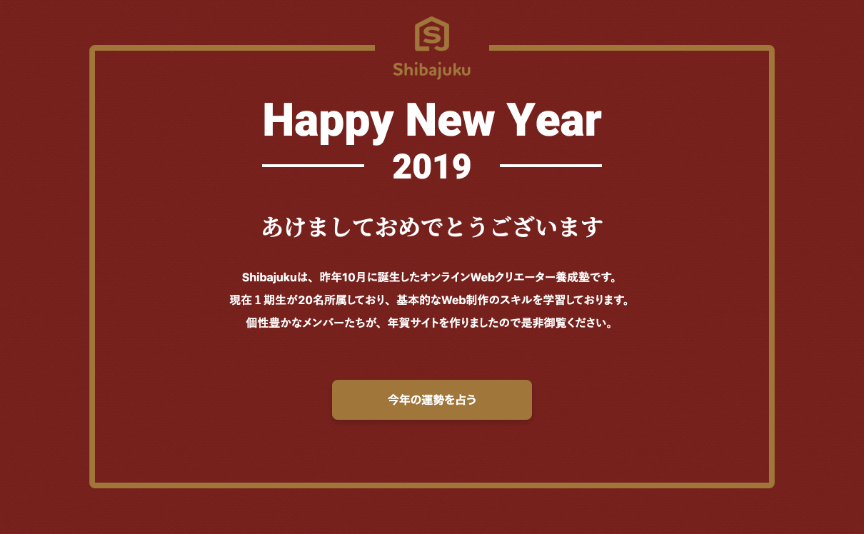 S
Shibajuku
Happy New Year
2019
あけましておめでとうございます
Shibajukuは、昨年10月に誕生したオンラインWebクリエーター養成塾です。
現在１期生が20名所属しており、基本的なWeb制作のスキルを学習しております。
個性豊かなメンバーたちが、年賀サイトを作りましたので是非御覧ください。
今年の運勢を占う